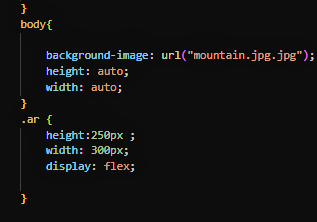 }
body{
background-image: url("mountain.jpg.jpg");
height: auto;
width: auto;
}
.ar {
height:250px ;
width: 300px;
display: flex;
}